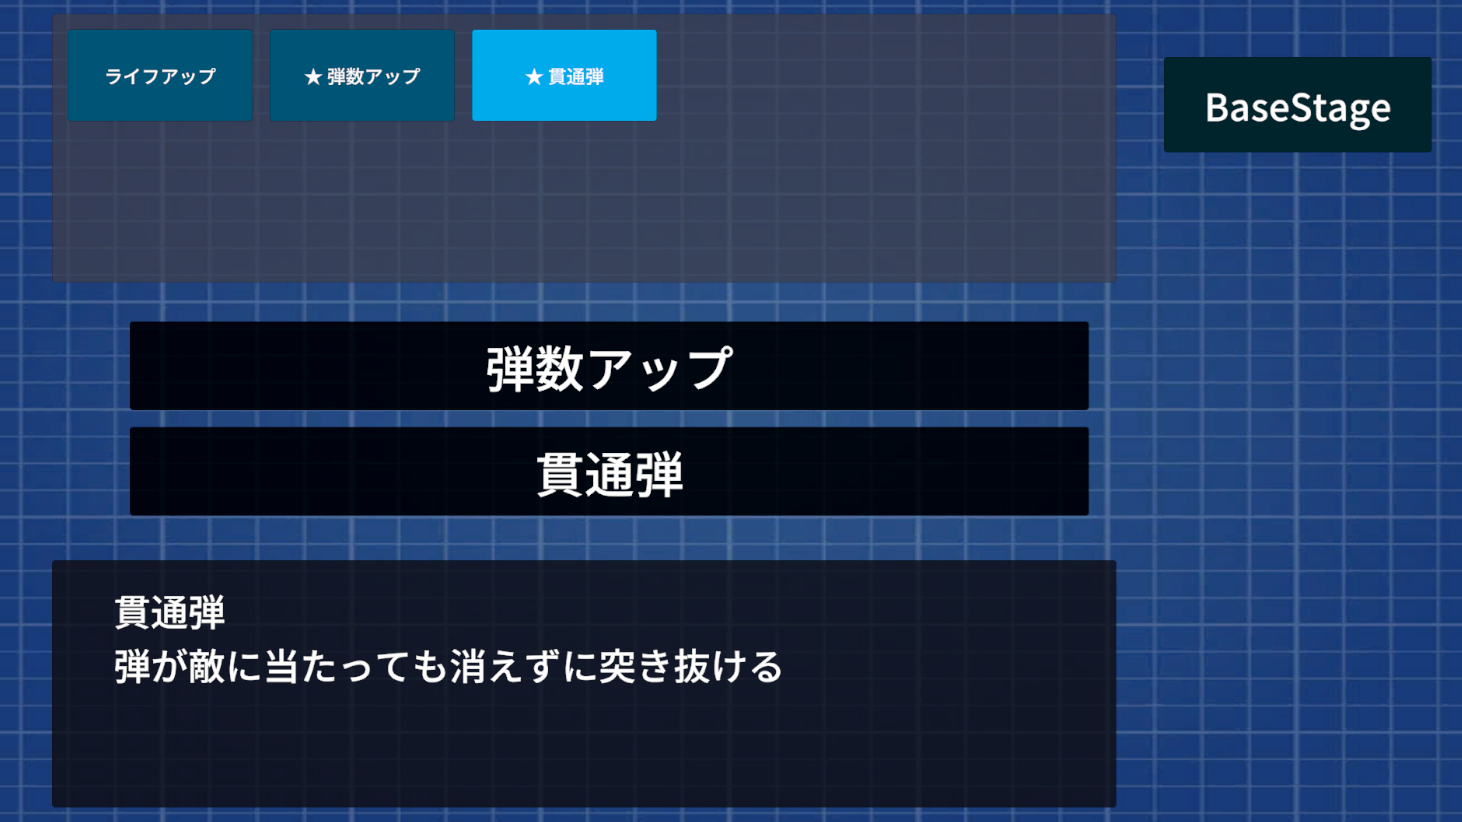 ライフアップ
★ 弾数アップ
★ 貫通弾
BaseStage
弾数アップ
貫通弾
貫通弾
弾が敵に当たっても消えずに突き抜ける